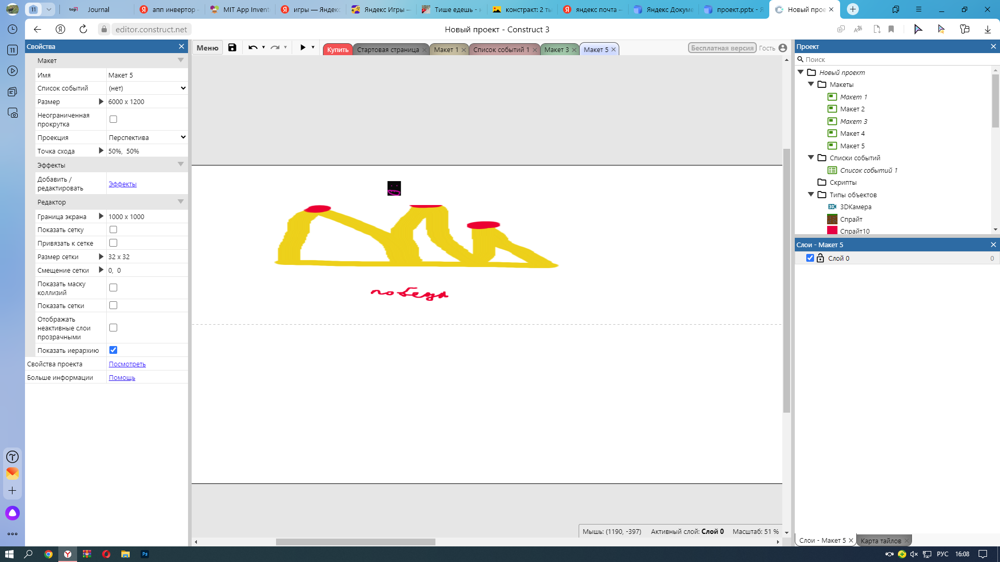 11
top Journal
апп инвертор -
MIT App Invent
игры — Яндекс
Яндекс Игры —
Тише едешь - н
констракт: 2 ты
яндекс почта —
Яндекс Докуме
проект.pptx - Я
Новый прое
editor.construct.net
Новый проект - Construct 3
11
Свойства
Макет
Имя Макет 5
Список событий (нет)
Размер 6000 x 1200
Неограниченная
прокрутка
Проекция Перспектива
Точка схода 50%, 50%
Эффекты
Добавить /
редактировать Эффекты
Редактор
Граница экрана 1000 x 1000
Показать сетку
Привязать к сетке
Размер сетки 32 x 32
Смещение сетки 0, 0
Показать маску
коллизий
Показать сетки
Отображать
неактивные слои
прозрачными
Показать иерархию
Свойства проекта Посмотреть
Больше информации Помощь
Меню
Купить Стартовая страница Макет 1 Список событий 1 Макет 3 Макет 5
Бесплатная версия Гость
победа
Мышь: (1190, -397) Активный слой: Слой 0 Масштаб: 51 %
Проект
Поиск
Новый проект
Макеты
Макет 1
Макет 2
Макет 3
Макет 4
Макет 5
Списки событий
Список событий 1
Скрипты
Типы объектов
3D 3DКамера
Спрайт
Спрайт10
Слои - Макет 5
Слой 0 0
Слои - Макет 5 Карта тайлов
Ps
РУС 16:08